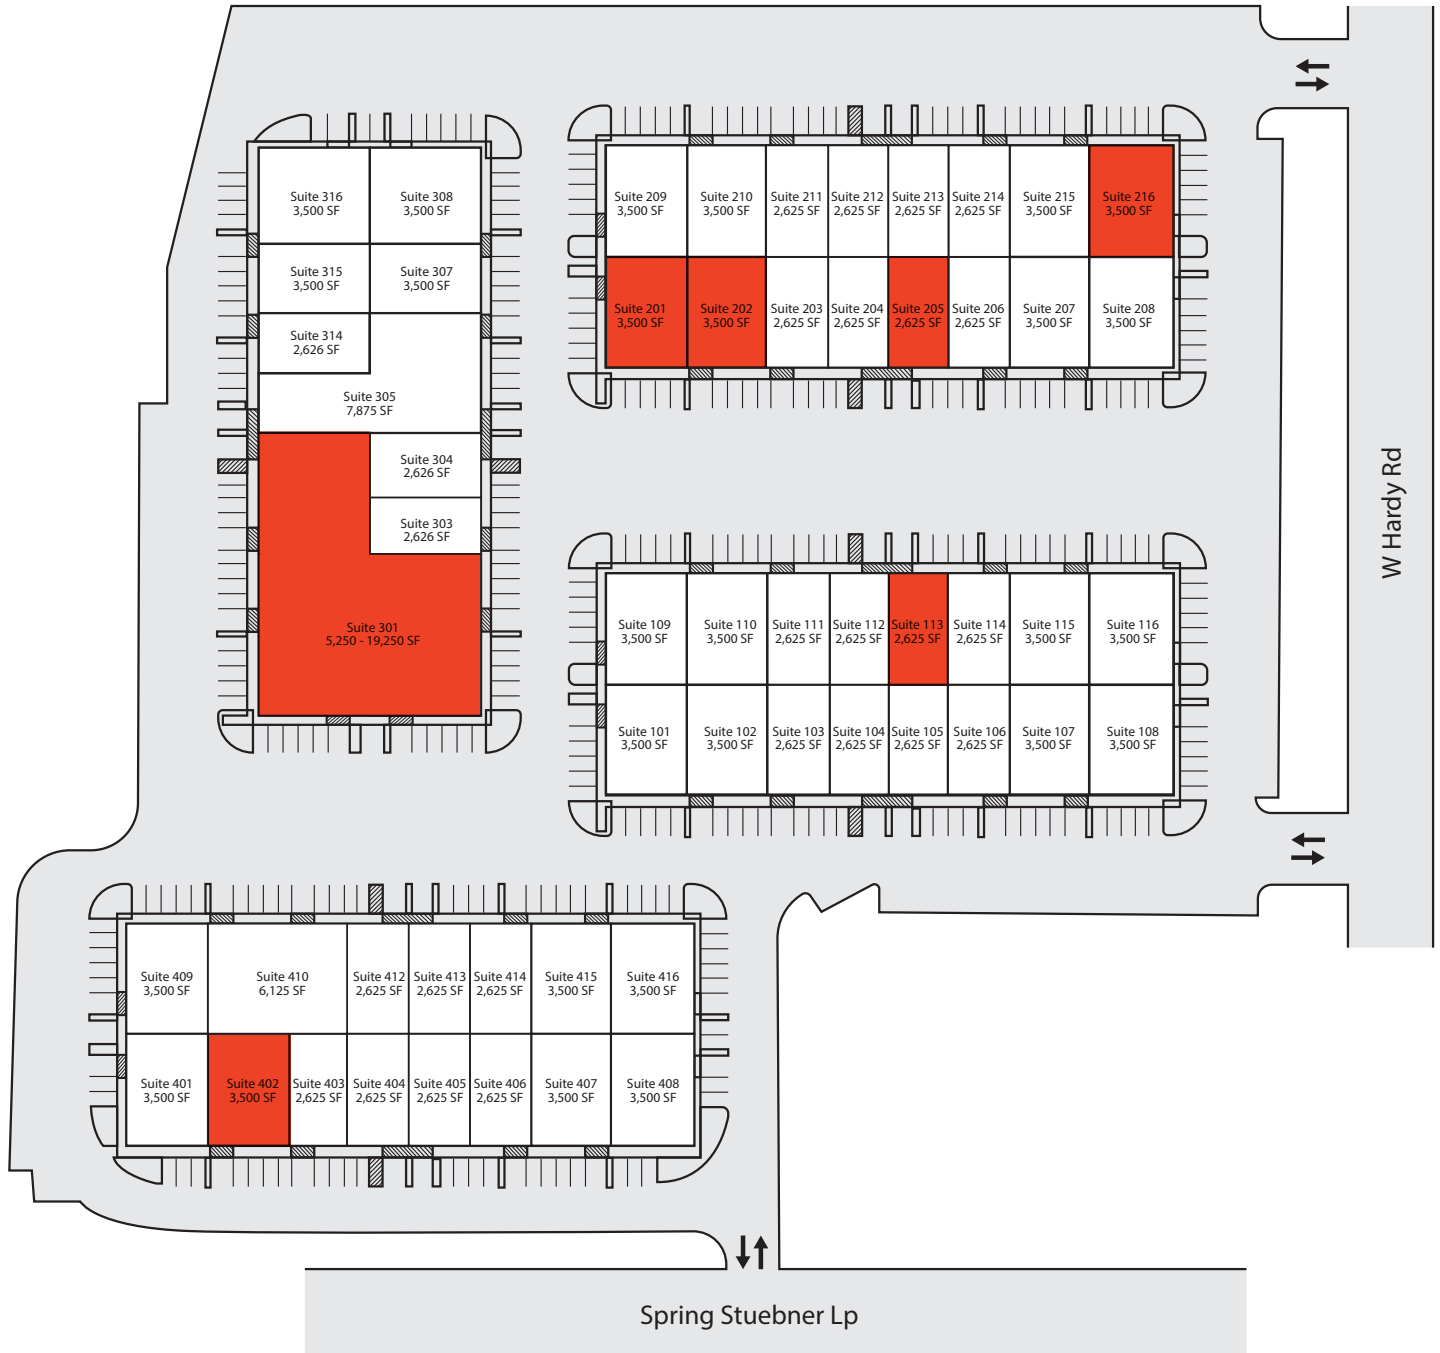 Suite 316
3,500 SF
Suite 308
3,500 SF
Suite 315
3,500 SF
Suite 307
3,500 SF
Suite 314
2,626 SF
Suite 305
7,875 SF
Suite 304
2,626 SF
Suite 303
2,626 SF
Suite 301
5,250 - 19,250 SF
Suite 209
3,500 SF
Suite 210
3,500 SF
Suite 211
2,625 SF
Suite 212
2,625 SF
Suite 213
2,625 SF
Suite 214
2,625 SF
Suite 215
3,500 SF
Suite 216
3,500 SF
Suite 201
3,500 SF
Suite 202
3,500 SF
Suite 203
2,625 SF
Suite 204
2,625 SF
Suite 205
2,625 SF
Suite 206
2,625 SF
Suite 207
3,500 SF
Suite 208
3,500 SF
W Hardy Rd
Suite 109
3,500 SF
Suite 110
3,500 SF
Suite 111
2,625 SF
Suite 112
2,625 SF
Suite 113
2,625 SF
Suite 114
2,625 SF
Suite 115
3,500 SF
Suite 116
3,500 SF
Suite 101
3,500 SF
Suite 102
3,500 SF
Suite 103
2,625 SF
Suite 104
2,625 SF
Suite 105
2,625 SF
Suite 106
2,625 SF
Suite 107
3,500 SF
Suite 108
3,500 SF
Suite 409
3,500 SF
Suite 410
6,125 SF
Suite 412
2,625 SF
Suite 413
2,625 SF
Suite 414
2,625 SF
Suite 415
3,500 SF
Suite 416
3,500 SF
Suite 401
3,500 SF
Suite 402
3,500 SF
Suite 403
2,625 SF
Suite 404
2,625 SF
Suite 405
2,625 SF
Suite 406
2,625 SF
Suite 407
3,500 SF
Suite 408
3,500 SF
Spring Stuebner Lp